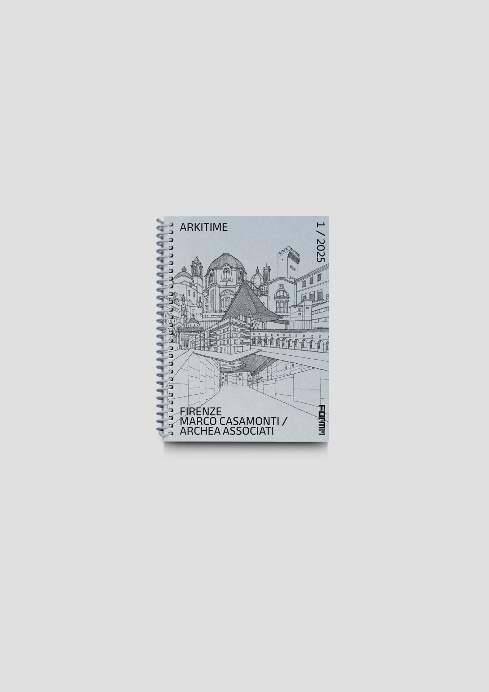 ARKITIME
1 / 2025
FIRENZE
MARCO CASAMONTI /
ARCHEA ASSOCIATI